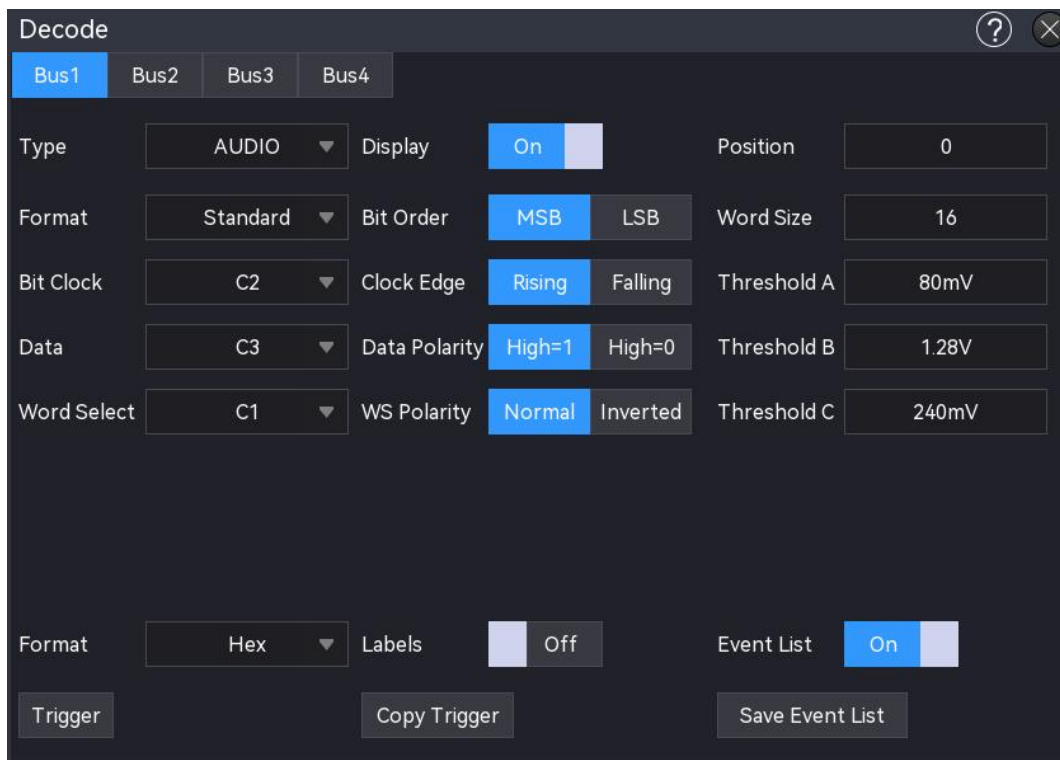 Decode ?
Bus1 Bus2 Bus3 Bus4
Type AUDIO Display On Position 0
Format Standard Bit Order MSB LSB Word Size 16
Bit Clock C2 Clock Edge Rising Falling Threshold A 80mV
Data C3 Data Polarity High=1 High=0 Threshold B 1.28V
Word Select C1 WS Polarity Normal Inverted Threshold C 240mV
Format Hex Labels Off Event List On
Trigger Copy Trigger Save Event List